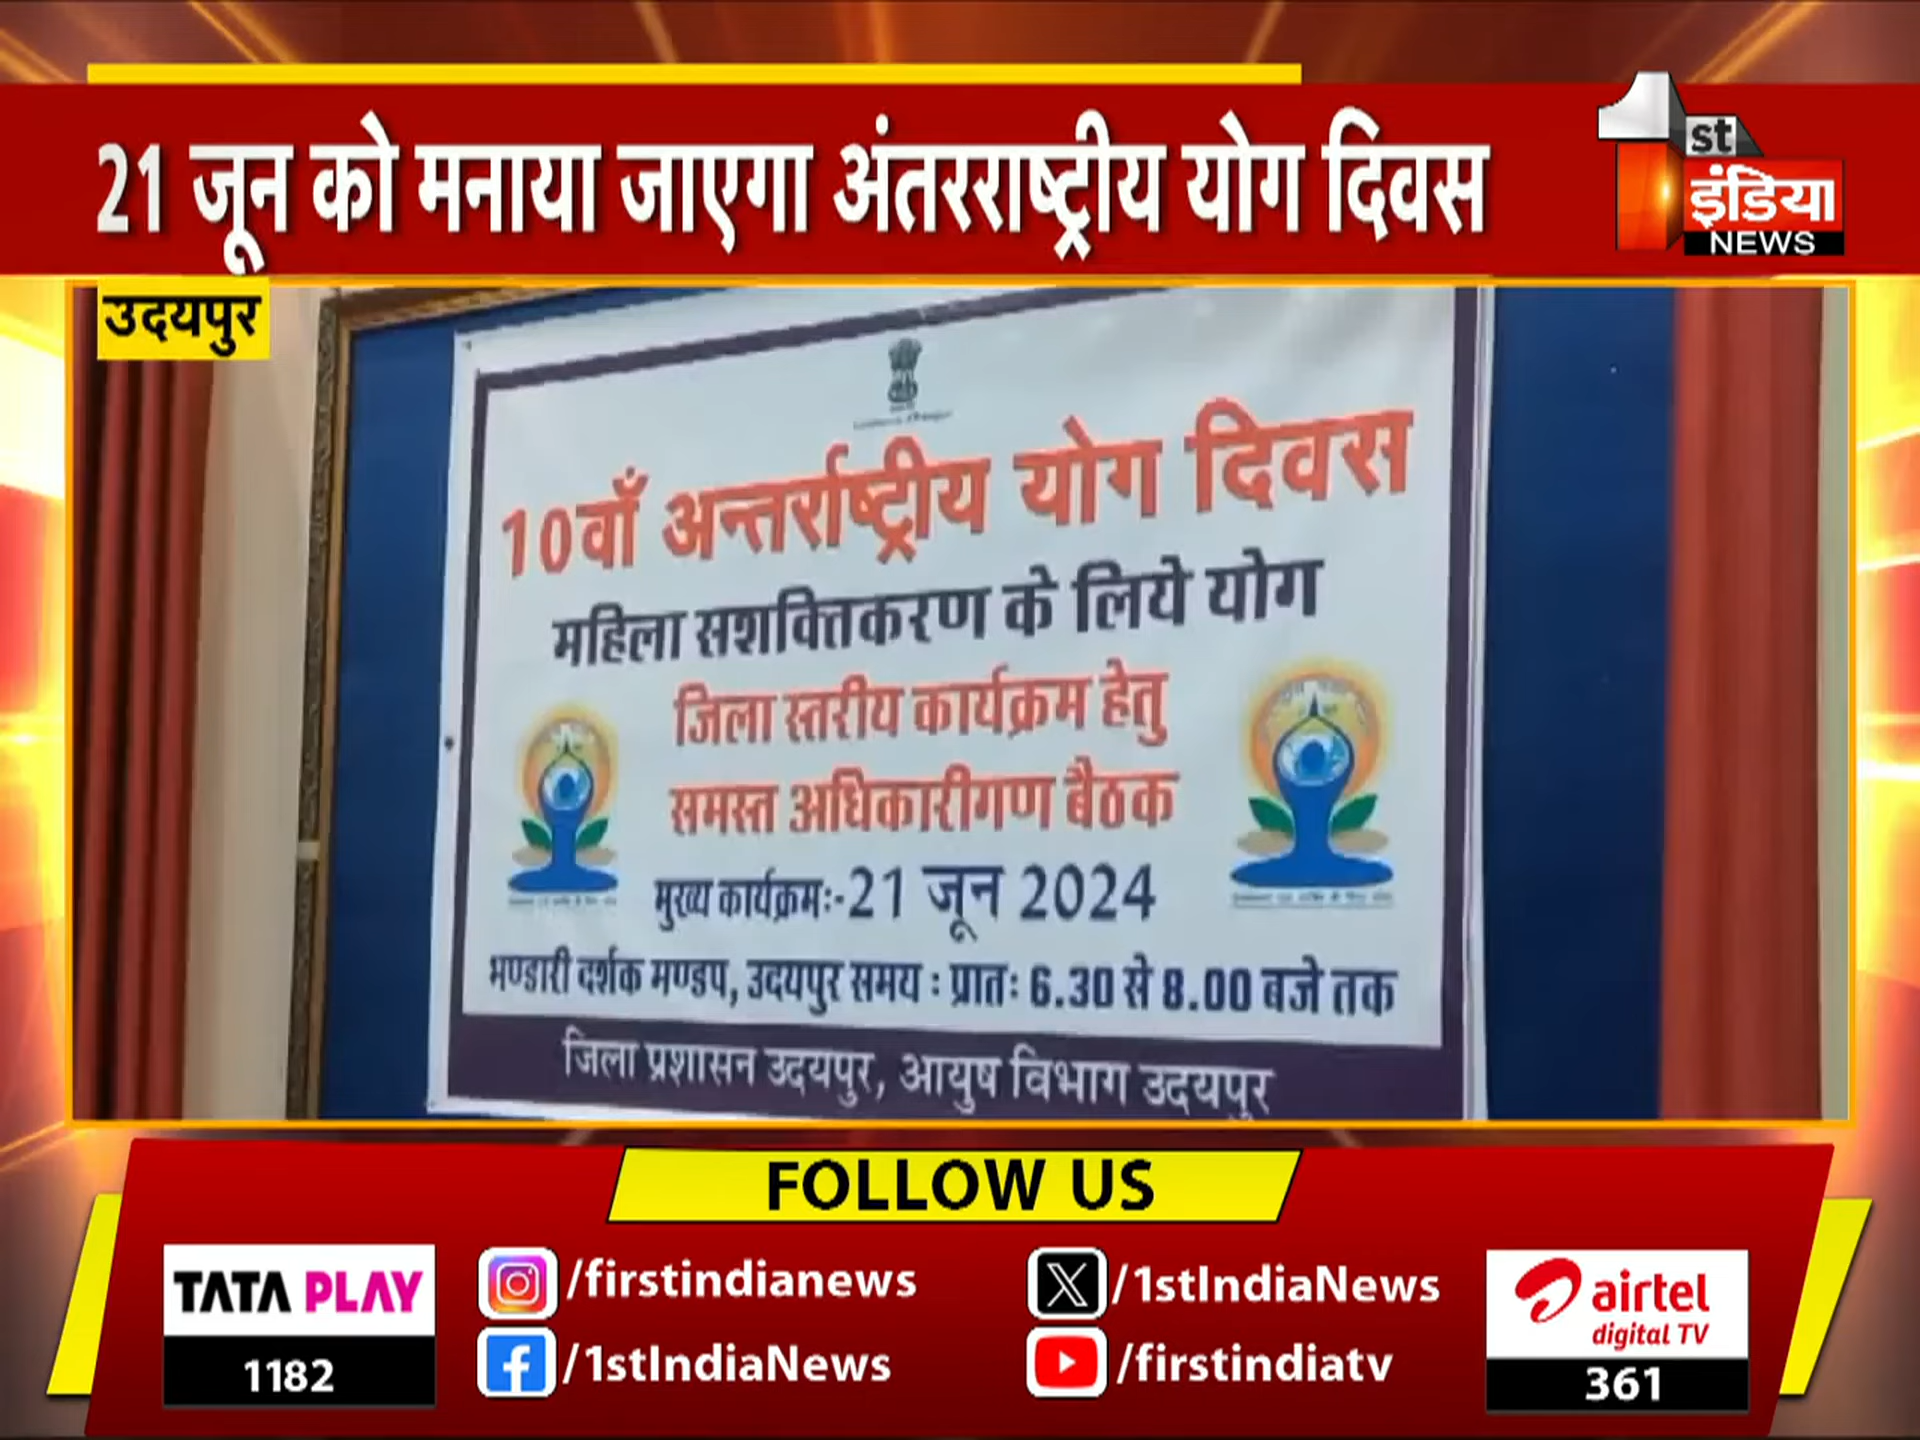 21 जून को मनाया जाएगा अंतरराष्ट्रीय योग दिवस
1st
इंडिया
NEWS
उदयपुर
10वाँ अन्तर्राष्ट्रीय योग दिवस
महिला सशक्तिकरण के लिये योग
जिला स्तरीय कार्यक्रम हेतु
समस्त अधिकारीगण बैठक
मुख्य कार्यक्रमः-21 जून 2024
भण्डारी दर्शक मण्डप, उदयपुर समय : प्रातः 6.30 से 8.00 बजे तक
जिला प्रशासन उदयपुर, आयुष विभाग उदयपुर
FOLLOW US
TATA PLAY
1182
/firstindianews
/1stIndiaNews
/1stIndiaNews
/firstindiatv
airtel
digital TV
361